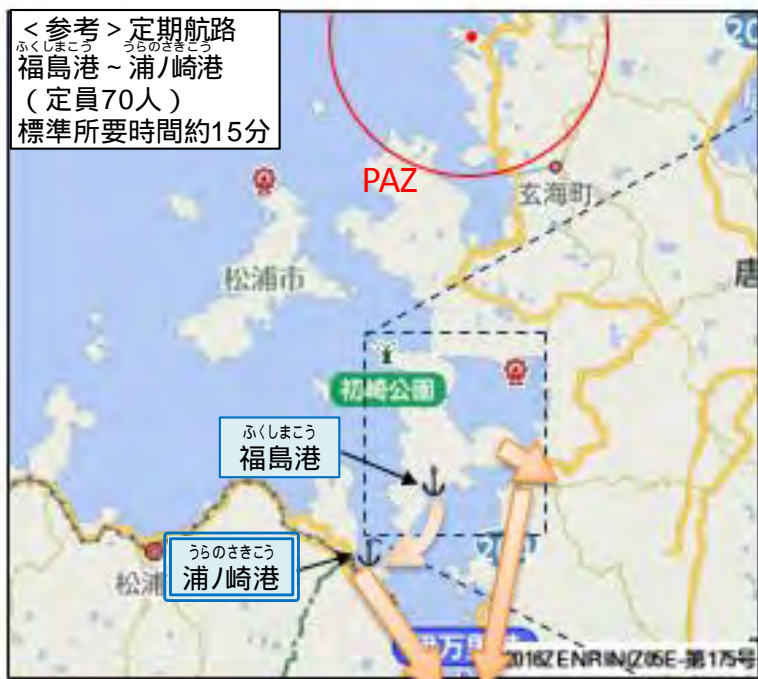 ＜参考＞定期航路
ふくしまこう うらのさきこう
福島港～浦ノ崎港
（定員70人）
標準所要時間約15分
PAZ
玄海町
松浦市
唐
初崎公園
ふくしまこう
福島港
うらのさきこう
浦ノ崎港
松浦
2016ZENRIN(Z05E-第175号